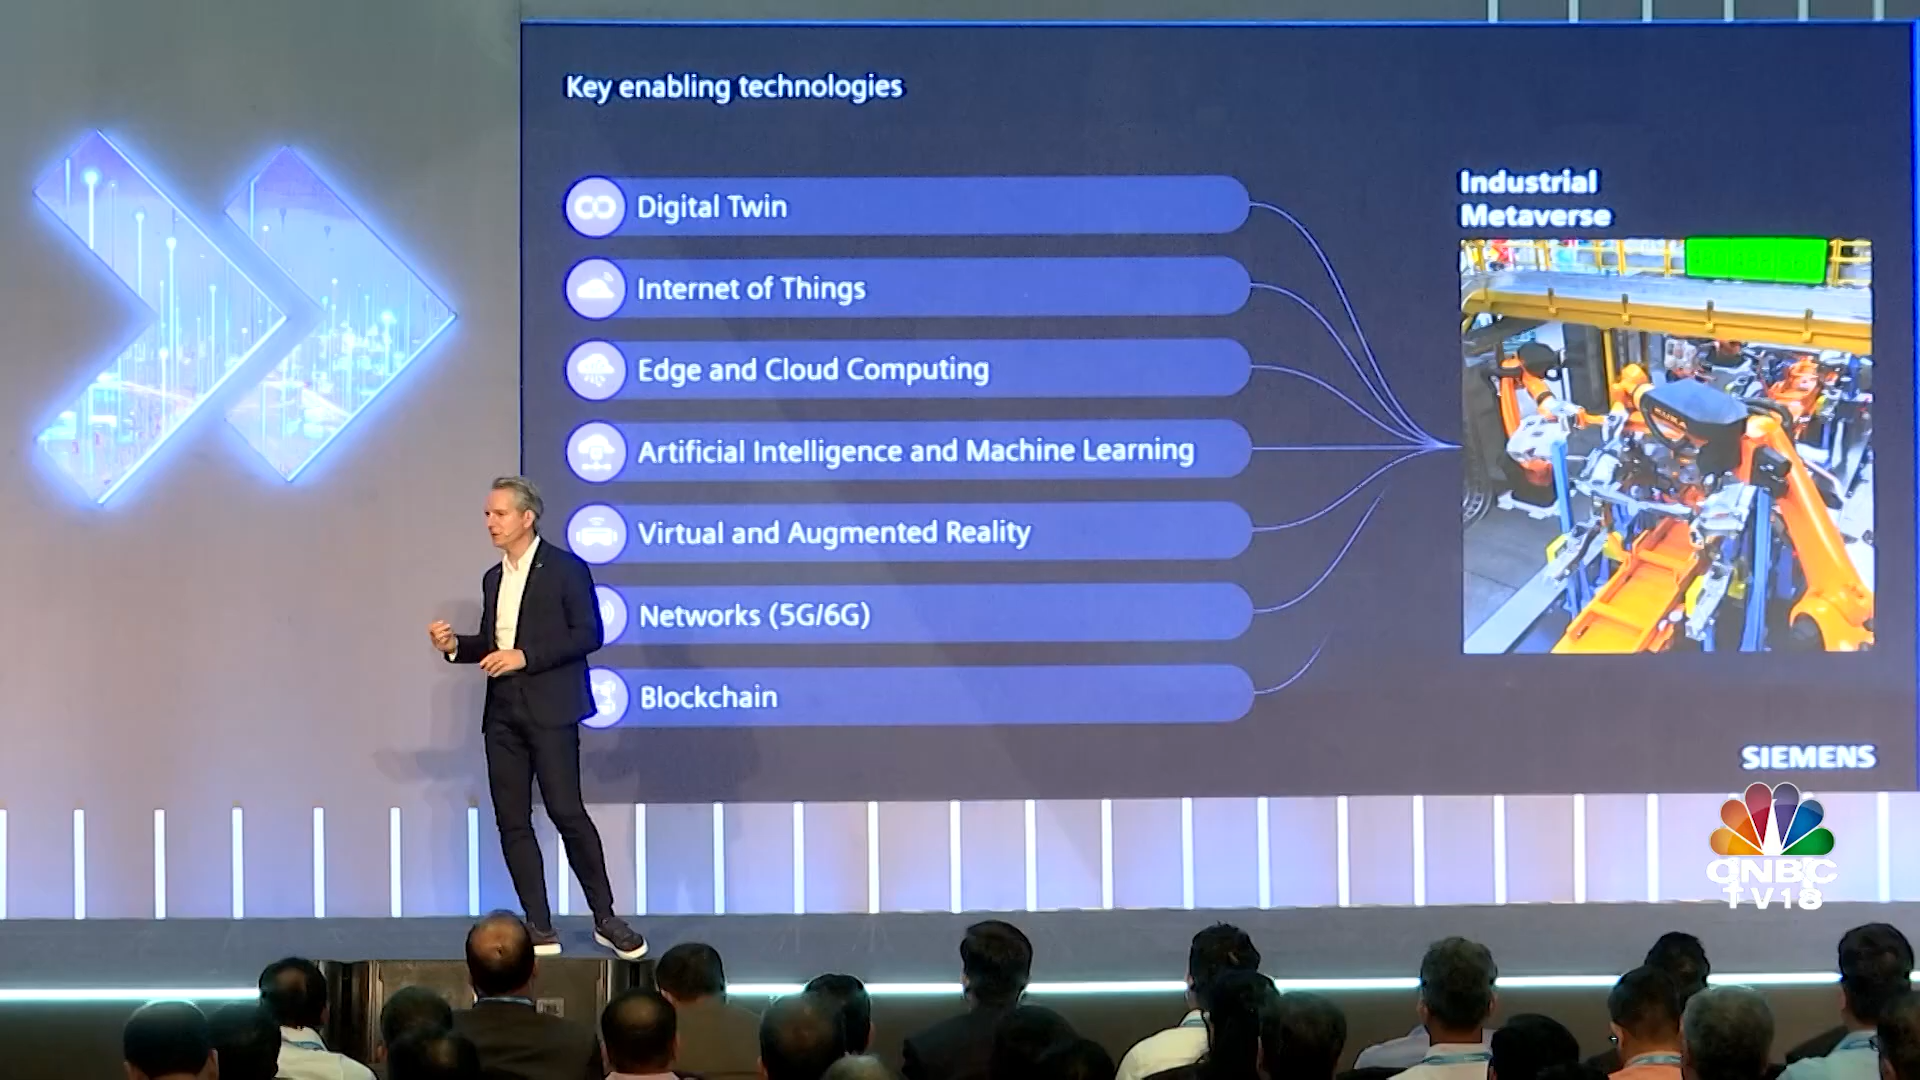 Key enabling technologies
Digital Twin
Internet of Things
Edge and Cloud Computing
Artificial Intelligence and Machine Learning
Virtual and Augmented Reality
Networks (5G/6G)
Blockchain
Industrial
Metaverse
SIEMENS
CNBC
TV18